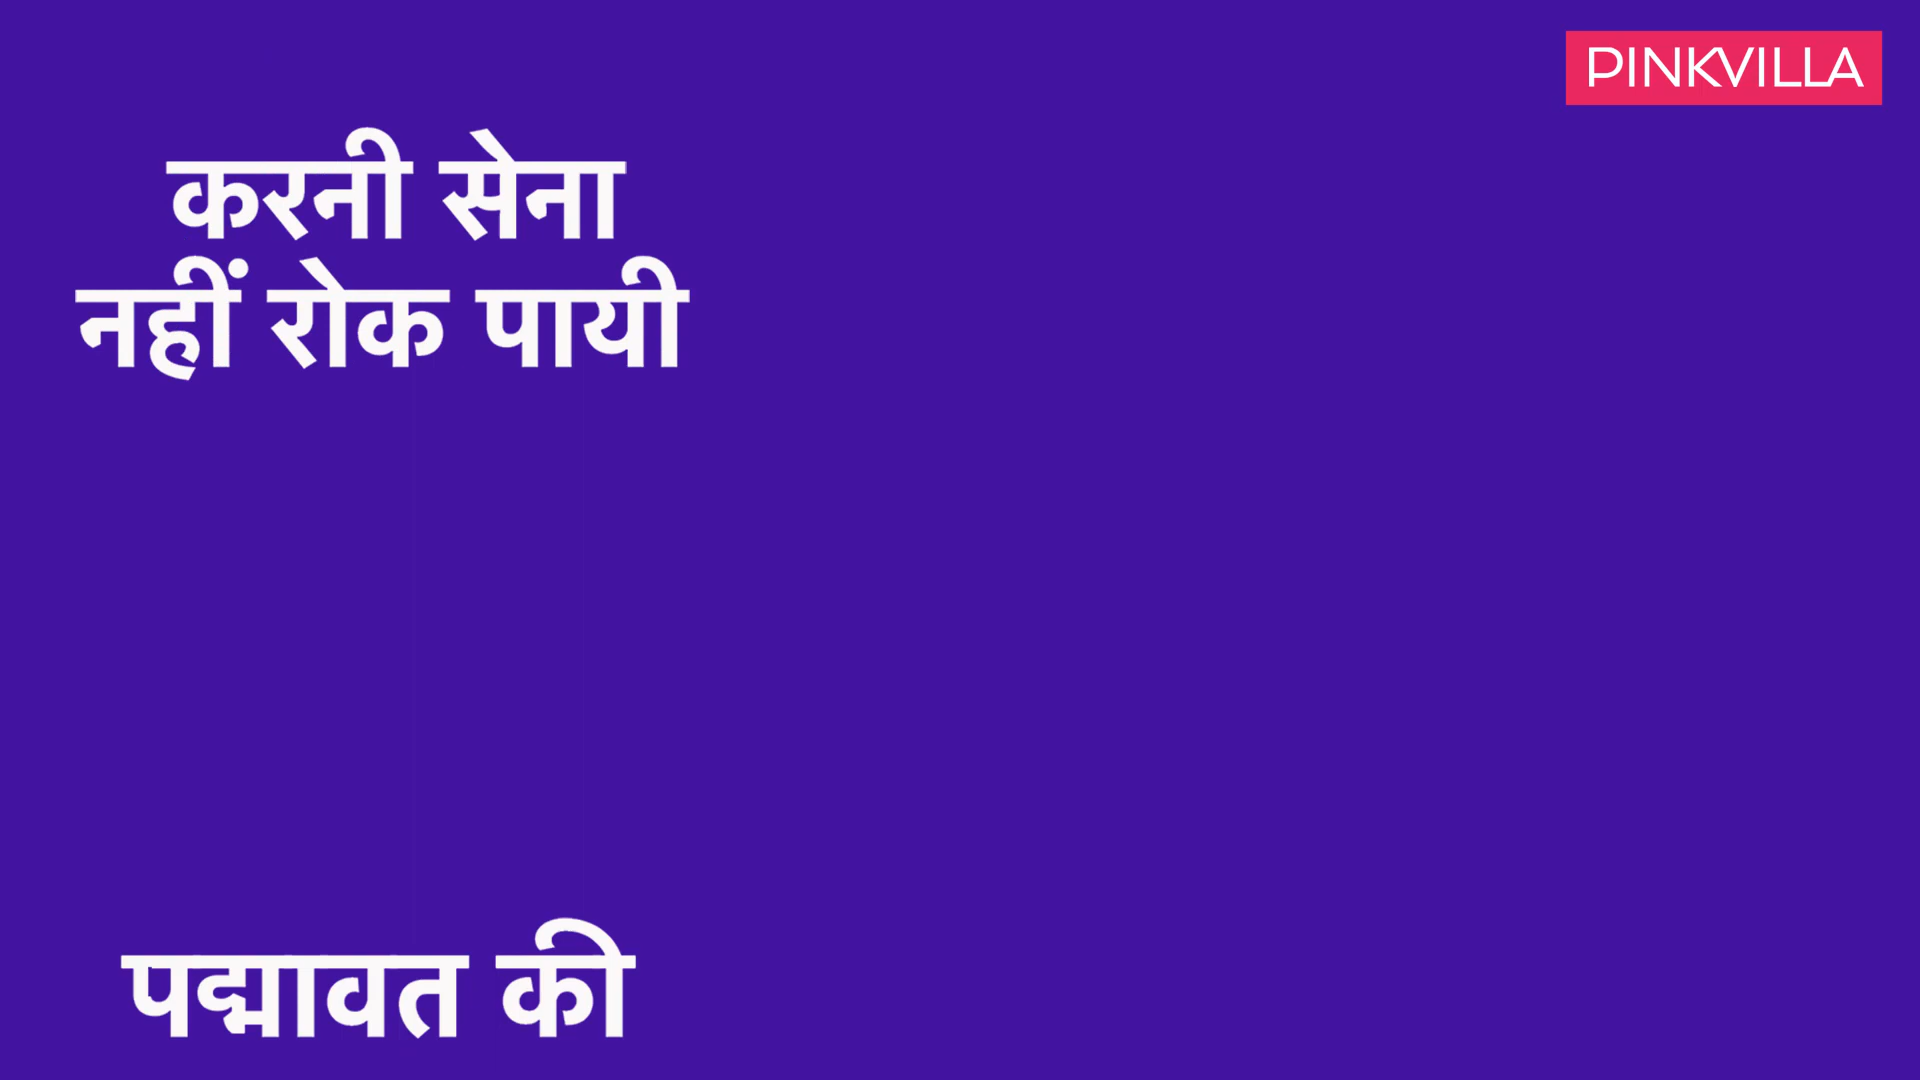 PINKVILLA
करनी सेना
नहीं रोक पायी
पद्मावत की